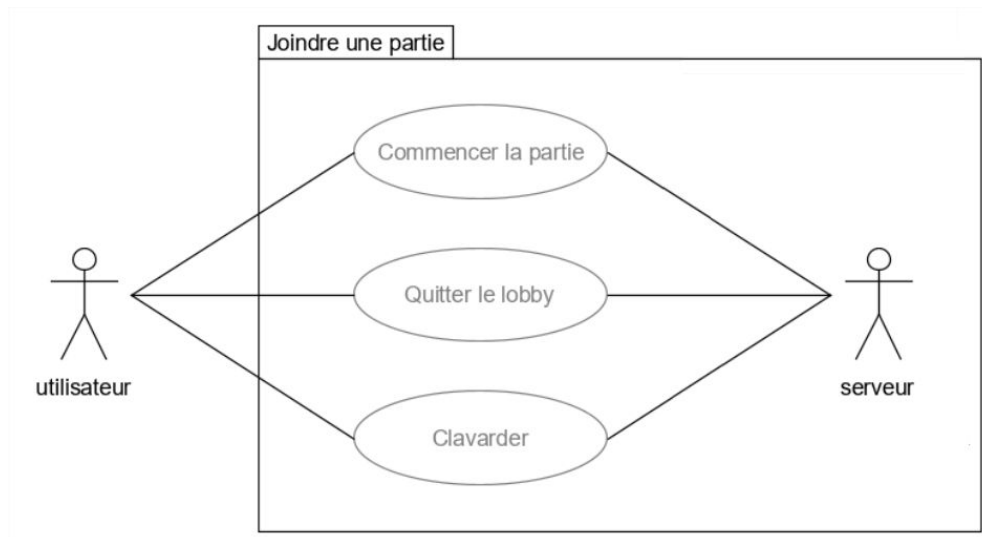 Joindre une partie
Commencer la partie
Quitter le lobby
Clavarder
utilisateur
serveur